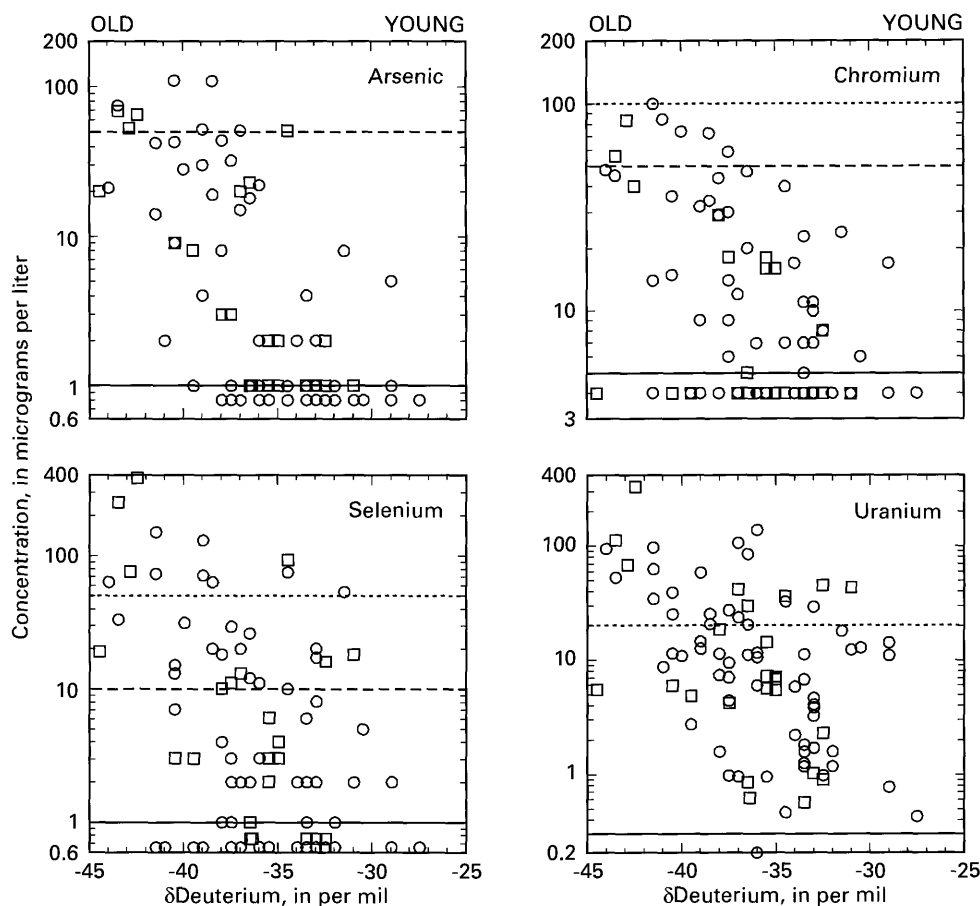 OLD YOUNG
200
100
10
1
0.6
Arsenic
OLD YOUNG
200
100
10
3
Chromium
Concentration, in micrograms per liter
400
100
10
1
0.6
Selenium
-45 -40 -35 -30 -25
δDeuterium, in per mil
400
100
10
1
0.2
Uranium
-45 -40 -35 -30 -25
δDeuterium, in per mil